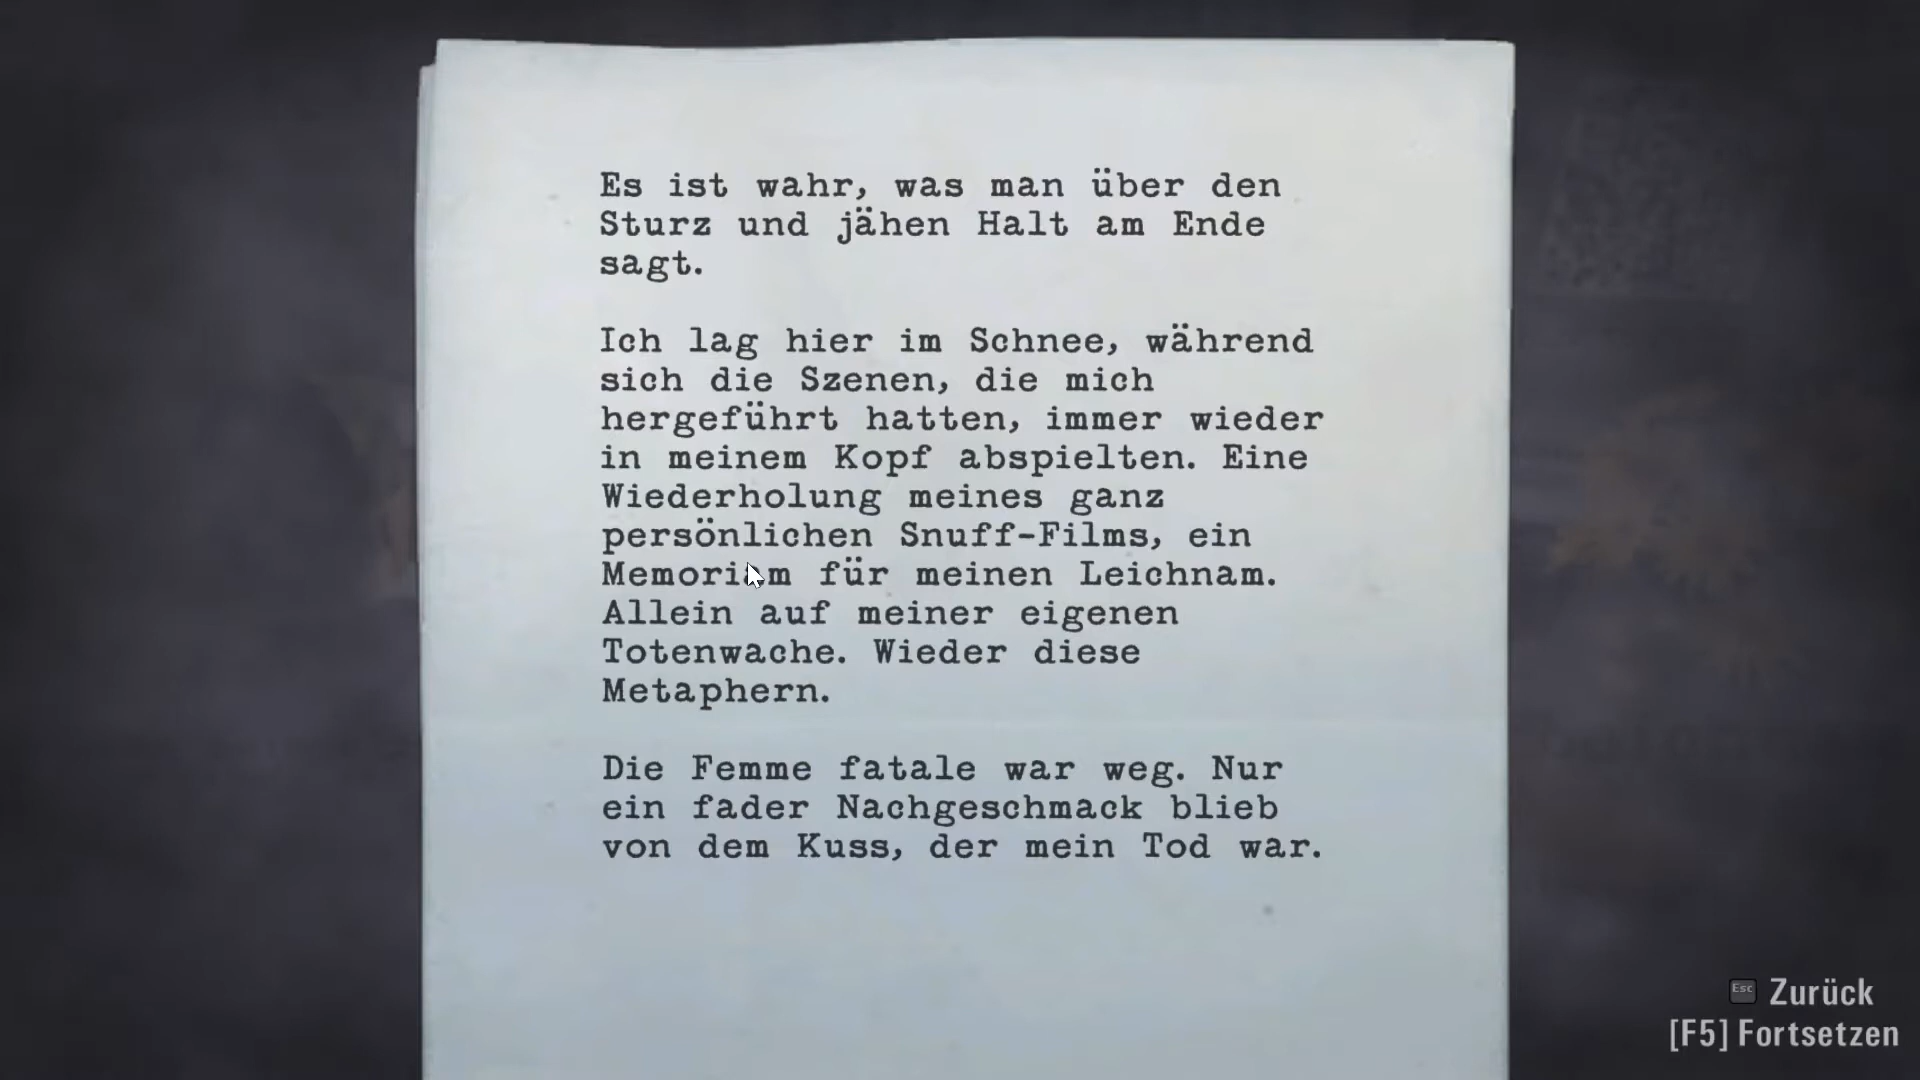 Es ist wahr, was man über den
Sturz und jähen Halt am Ende
sagt.
Ich lag hier im Schnee, während
sich die Szenen, die mich
hergeführt hatten, immer wieder
in meinem Kopf abspielten. Eine
Wiederholung meines ganz
persönlichen Snuff-Films, ein
Memoriam für meinen Leichnam.
Allein auf meiner eigenen
Totenwache. Wieder diese
Metaphern.
Die Femme fatale war weg. Nur
ein fader Nachgeschmack blieb
von dem Kuss, der mein Tod war.
Esc Zurück
[F5] Fortsetzen